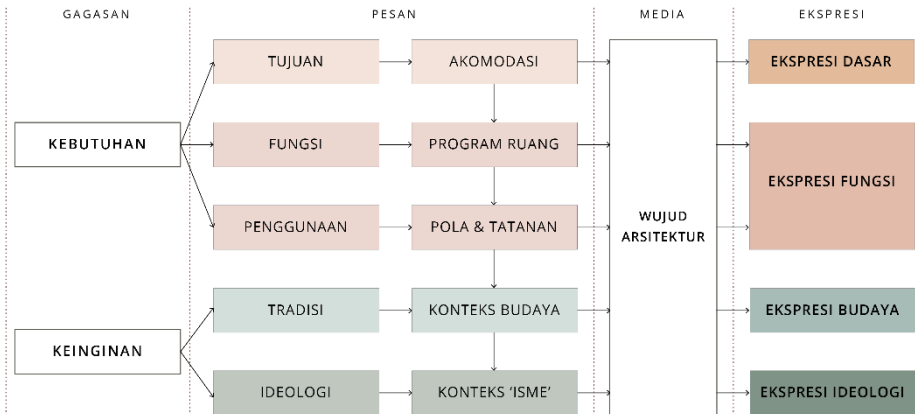 GAGASAN
PESAN
MEDIA
EKSPRESI
TUJUAN
AKOMODASI
EKSPRESI DASAR
KEBUTUHAN
FUNGSI
PROGRAM RUANG
EKSPRESI FUNGSI
PENGGUNAAN
POLA & TATANAN
WUJUD
ARSITEKTUR
TRADISI
KONTEKS BUDAYA
EKSPRESI BUDAYA
KEINGINAN
IDEOLOGI
KONTEKS ‘ISME’
EKSPRESI IDEOLOGI